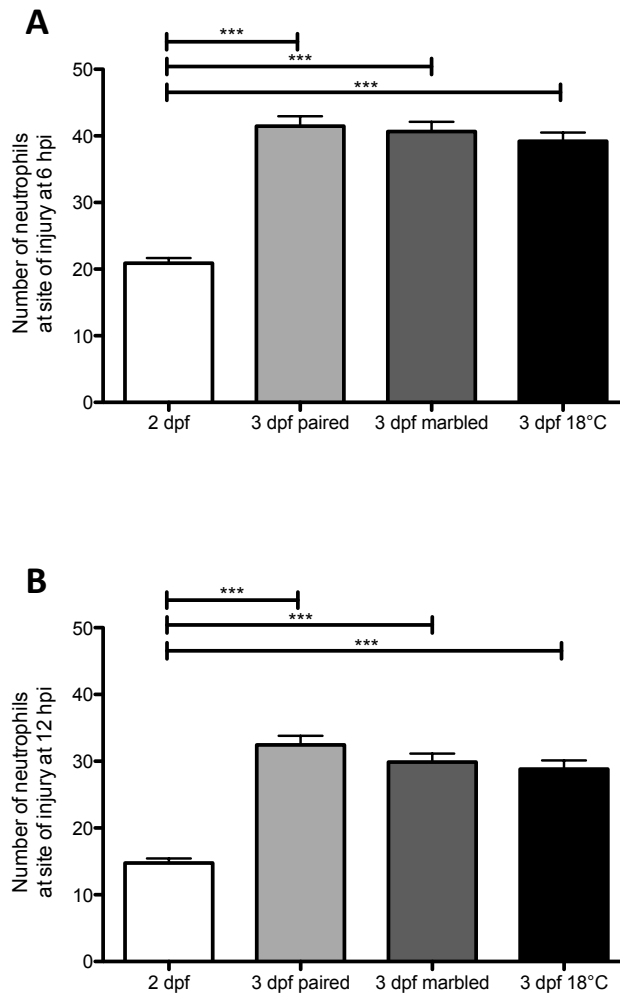 A
***
***
***
50
40
30
20
10
0
Number of neutrophils
at site of injury at 6 hpi
2 dpf 3 dpf paired 3 dpf marbled 3 dpf 18°C
B
***
***
***
50
40
30
20
10
0
Number of neutrophils
at site of injury at 12 hpi
2 dpf 3 dpf paired 3 dpf marbled 3 dpf 18°C